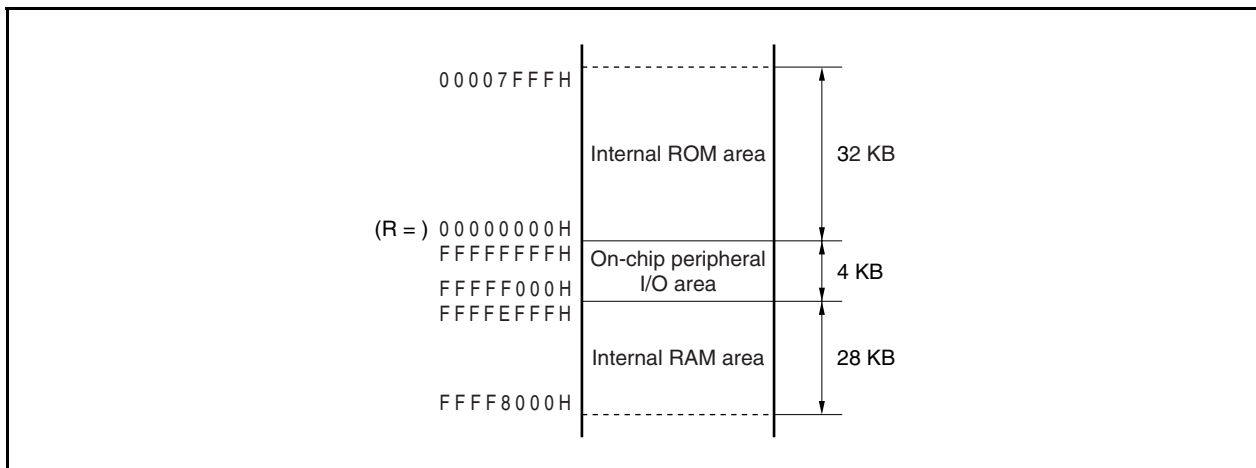 00007FFFH
Internal ROM area
32 KB
(R = ) 00000000H
FFFFFFFFH
On-chip peripheral
I/O area
4 KB
FFFFF000H
FFFFEFFFH
Internal RAM area
28 KB
FFFF8000H